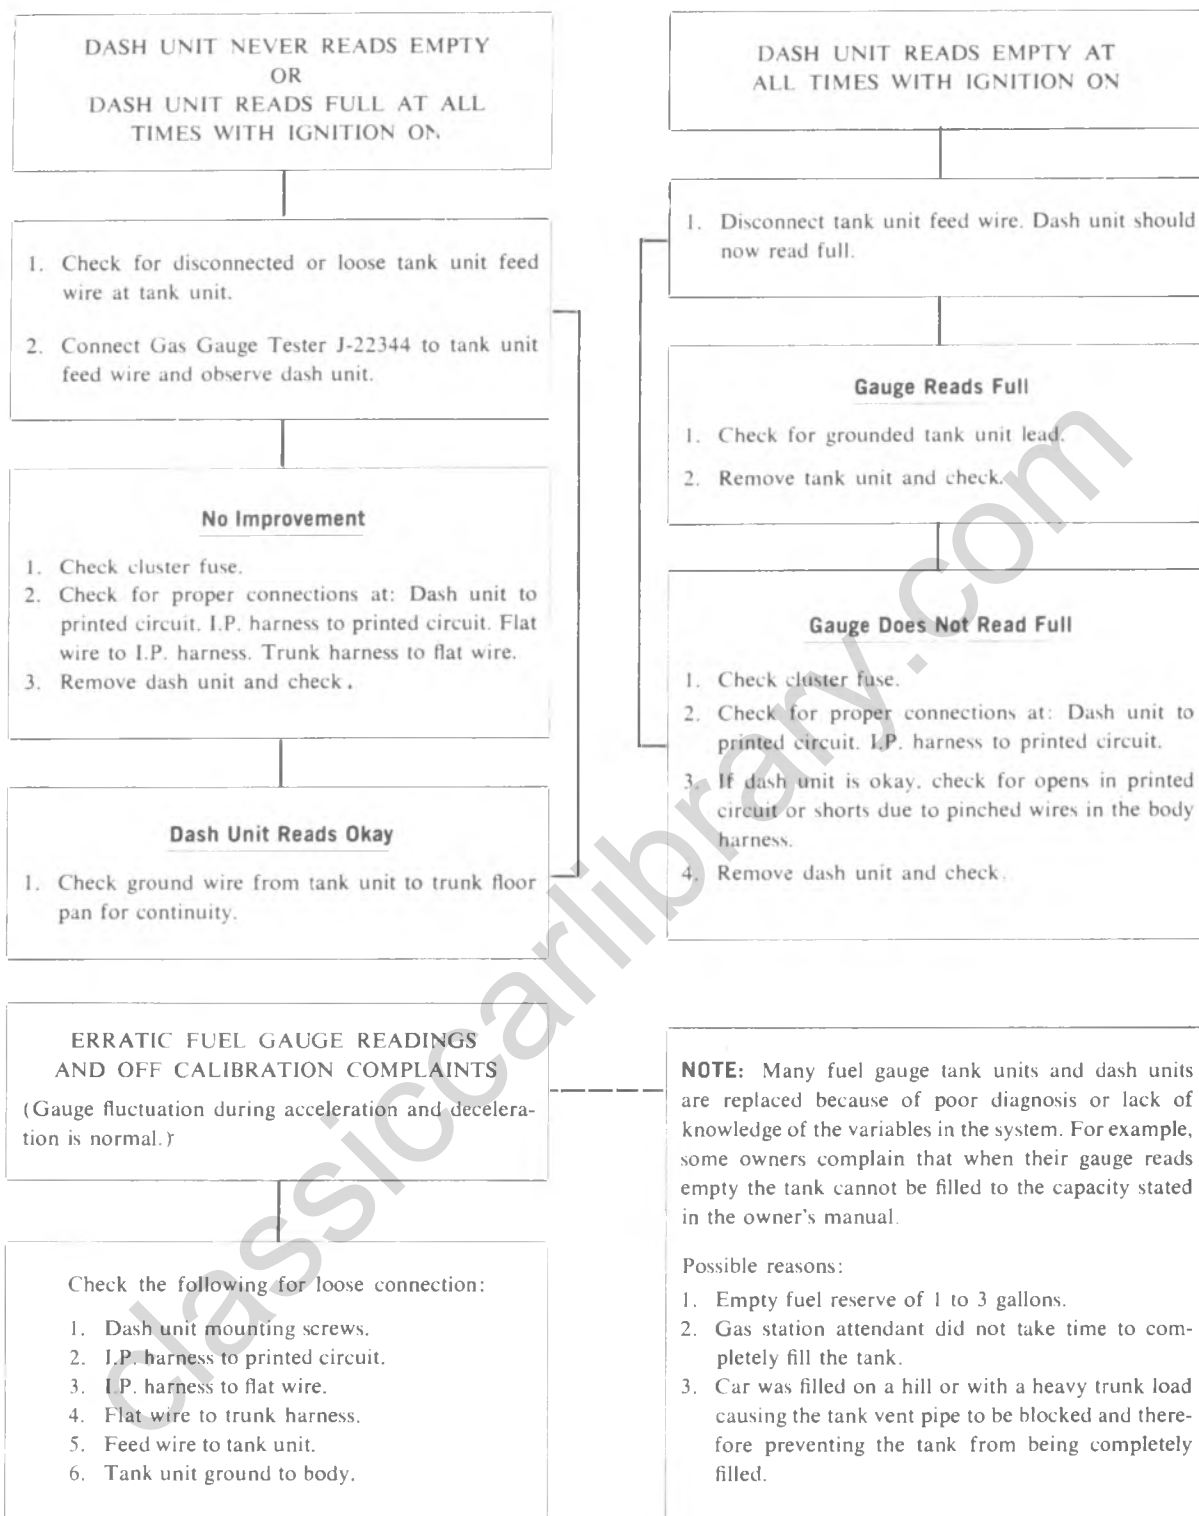 DASH UNIT NEVER READS EMPTY
OR
DASH UNIT READS FULL AT ALL
TIMES WITH IGNITION ON
1. Check for disconnected or loose tank unit feed
wire at tank unit.
2. Connect Gas Gauge Tester J-22344 to tank unit
feed wire and observe dash unit.
No Improvement
1. Check cluster fuse.
2. Check for proper connections at: Dash unit to
printed circuit. I.P. harness to printed circuit. Flat
wire to I.P. harness. Trunk harness to flat wire.
3. Remove dash unit and check.
Dash Unit Reads Okay
1. Check ground wire from tank unit to trunk floor
pan for continuity.
DASH UNIT READS EMPTY AT
ALL TIMES WITH IGNITION ON
1. Disconnect tank unit feed wire. Dash unit should
now read full.
Gauge Reads Full
1. Check for grounded tank unit lead.
2. Remove tank unit and check.
Gauge Does Not Read Full
1. Check cluster fuse.
2. Check for proper connections at: Dash unit to
printed circuit. I.P. harness to printed circuit.
3. If dash unit is okay, check for opens in printed
circuit or shorts due to pinched wires in the body
harness.
4. Remove dash unit and check.
ERRATIC FUEL GAUGE READINGS
AND OFF CALIBRATION COMPLAINTS
(Gauge fluctuation during acceleration and decelera-
tion is normal.)
Check the following for loose connection:
1. Dash unit mounting screws.
2. I.P. harness to printed circuit.
3. I.P. harness to flat wire.
4. Flat wire to trunk harness.
5. Feed wire to tank unit.
6. Tank unit ground to body.
NOTE: Many fuel gauge tank units and dash units
are replaced because of poor diagnosis or lack of
knowledge of the variables in the system. For example,
some owners complain that when their gauge reads
empty the tank cannot be filled to the capacity stated
in the owner's manual.
Possible reasons:
1. Empty fuel reserve of 1 to 3 gallons.
2. Gas station attendant did not take time to com-
pletely fill the tank.
3. Car was filled on a hill or with a heavy trunk load
causing the tank vent pipe to be blocked and there-
fore preventing the tank from being completely
filled.
classiccarlibrary.com